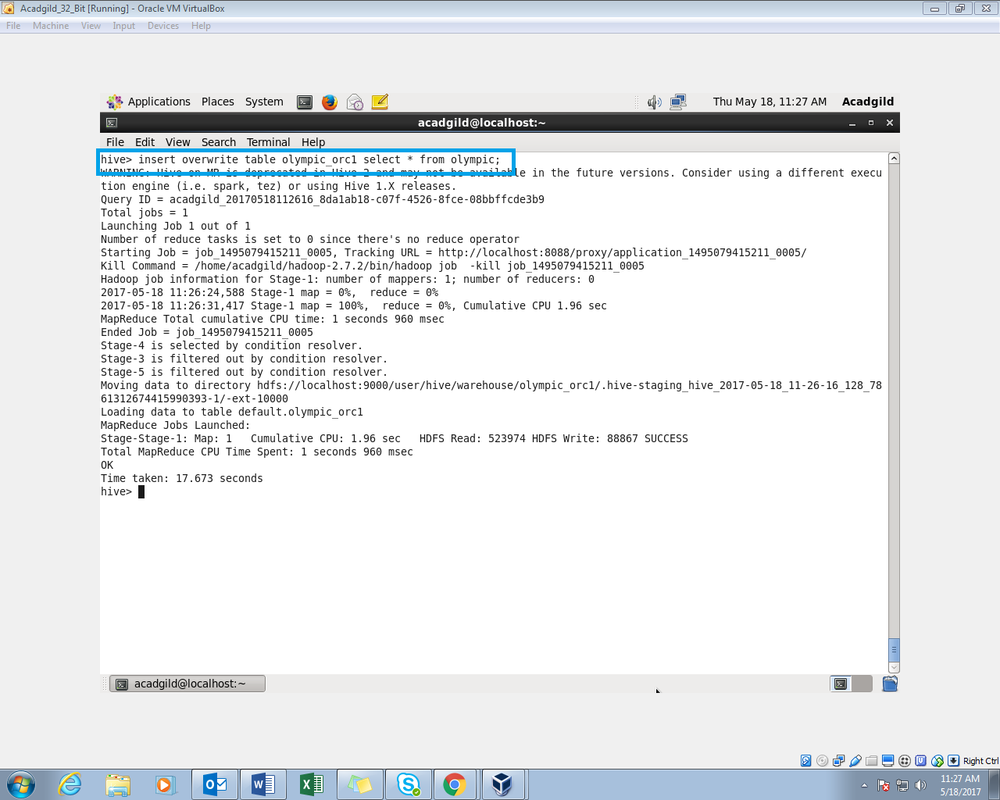 Acadgild_32_Bit [Running] - Oracle VM VirtualBox
File Machine View Input Devices Help
Applications Places System Thu May 18, 11:27 AM Acadgild
acadgild@localhost:~
File Edit View Search Terminal Help
hive> insert overwrite table olympic_orc1 select * from olympic;
WARNING: Hive-on-MR is deprecated in Hive 2 and may not be available in the future versions. Consider using a different execu
tion engine (i.e. spark, tez) or using Hive 1.X releases.
Query ID = acadgild_20170518112616_8da1ab18-c07f-4526-8fce-08bbffcde3b9
Total jobs = 1
Launching Job 1 out of 1
Number of reduce tasks is set to 0 since there's no reduce operator
Starting Job = job_1495079415211_0005, Tracking URL = http://localhost:8088/proxy/application_1495079415211_0005/
Kill Command = /home/acadgild/hadoop-2.7.2/bin/hadoop job  -kill job_1495079415211_0005
Hadoop job information for Stage-1: number of mappers: 1; number of reducers: 0
2017-05-18 11:26:24,588 Stage-1 map = 0%,  reduce = 0%
2017-05-18 11:26:31,417 Stage-1 map = 100%,  reduce = 0%, Cumulative CPU 1.96 sec
MapReduce Total cumulative CPU time: 1 seconds 960 msec
Ended Job = job_1495079415211_0005
Stage-4 is selected by condition resolver.
Stage-3 is filtered out by condition resolver.
Stage-5 is filtered out by condition resolver.
Moving data to directory hdfs://localhost:9000/user/hive/warehouse/olympic_orc1/.hive-staging_hive_2017-05-18_11-26-16_128_78
61312674415990393-1/-ext-10000
Loading data to table default.olympic_orc1
MapReduce Jobs Launched:
Stage-Stage-1: Map: 1   Cumulative CPU: 1.96 sec   HDFS Read: 523974 HDFS Write: 88867 SUCCESS
Total MapReduce CPU Time Spent: 1 seconds 960 msec
OK
Time taken: 17.673 seconds
hive>
acadgild@localhost:~
Right Ctrl
11:27 AM
5/18/2017